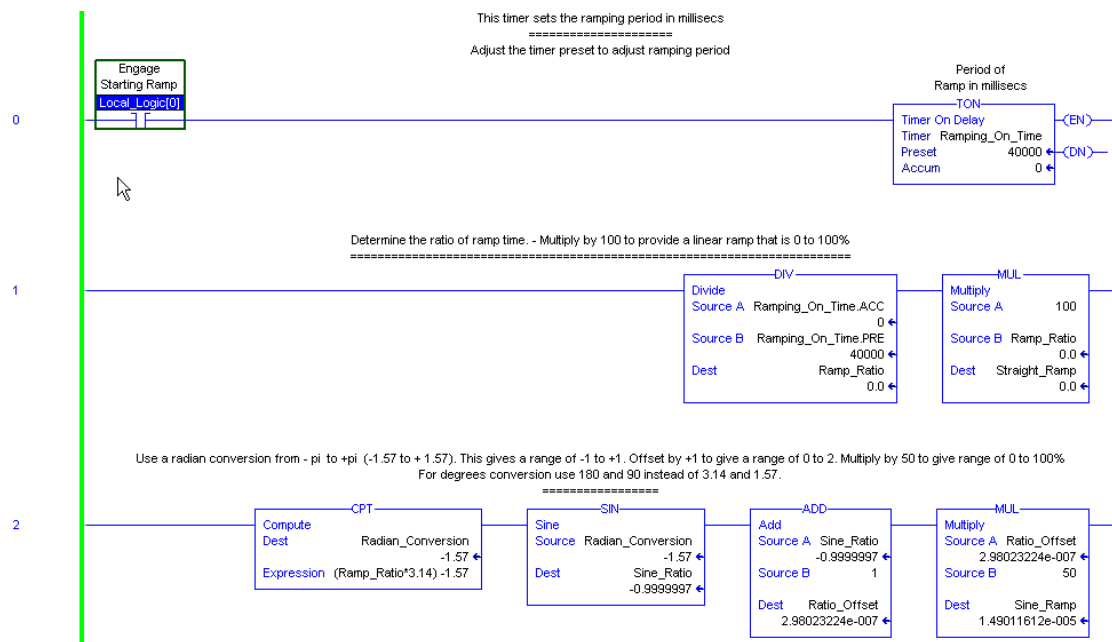 This timer sets the ramping period in millisecs
=====================
Adjust the timer preset to adjust ramping period
Engage
Starting Ramp
Local_Logic[0]
Period of
Ramp in millisecs
0
TON
Timer On Delay
(EN)
Timer Ramping_On_Time
Preset 40000
(DN)
Accum 0
Determine the ratio of ramp time. - Multiply by 100 to provide a linear ramp that is 0 to 100%
=========================================================================
1
DIV
Divide
Source A Ramping_On_Time.ACC
0
Source B Ramping_On_Time.PRE
40000
Dest Ramp_Ratio
0.0
MUL
Multiply
Source A 100
Source B Ramp_Ratio
0.0
Dest Straight_Ramp
0.0
Use a radian conversion from - pi to +pi (-1.57 to + 1.57). This gives a range of -1 to +1. Offset by +1 to give a range of 0 to 2. Multiply by 50 to give range of 0 to 100%
For degrees conversion use 180 and 90 instead of 3.14 and 1.57.
=================
2
CPT
Compute
Dest Radian_Conversion
-1.57
Expression (Ramp_Ratio*3.14) -1.57
SIN
Sine
Source Radian_Conversion
-1.57
Dest Sine_Ratio
-0.9999997
ADD
Add
Source A Sine_Ratio
-0.9999997
Source B 1
Dest Ratio_Offset
2.98023224e-007
MUL
Multiply
Source A Ratio_Offset
2.98023224e-007
Source B 50
Dest Sine_Ramp
1.49011612e-005